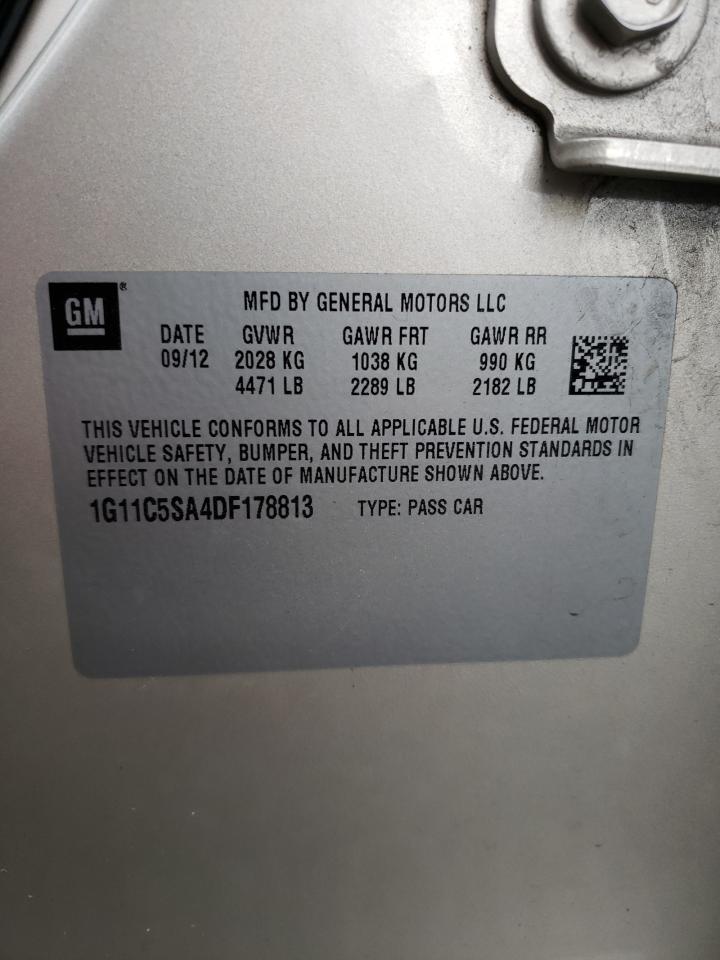 GM®
MFD BY GENERAL MOTORS LLC
DATE GVWR GAWR FRT GAWR RR
09/12 2028 KG 1038 KG 990 KG
4471 LB 2289 LB 2182 LB
THIS VEHICLE CONFORMS TO ALL APPLICABLE U.S. FEDERAL MOTOR
VEHICLE SAFETY, BUMPER, AND THEFT PREVENTION STANDARDS IN
EFFECT ON THE DATE OF MANUFACTURE SHOWN ABOVE.
1G11C5SA4DF178813 TYPE: PASS CAR